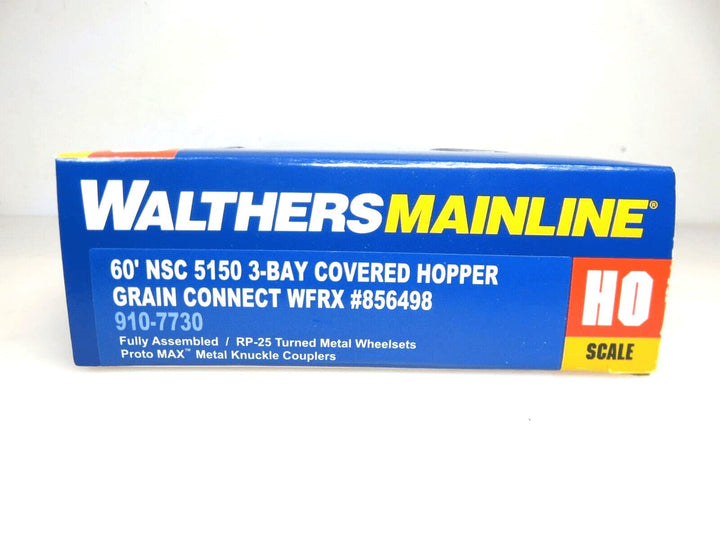 WALTHERSMAINLINE®
60' NSC 5150 3-BAY COVERED HOPPER
GRAIN CONNECT WFRX #856498
910-7730
Fully Assembled / RP-25 Turned Metal Wheelsets
Proto MAX™ Metal Knuckle Couplers
HO
SCALE